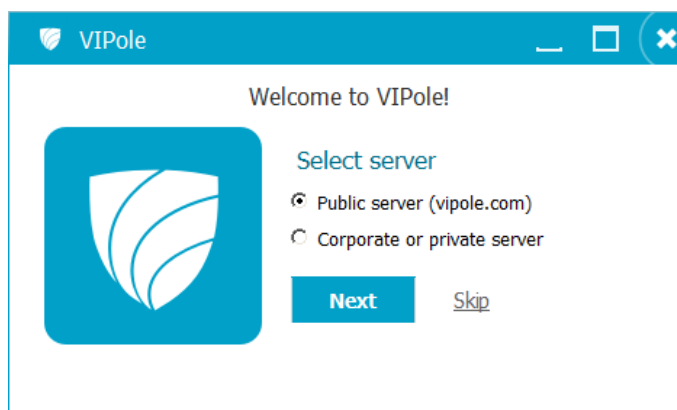 VIPole
Welcome to VIPole!
Select server
Public server (vipole.com)
Corporate or private server
Next Skip